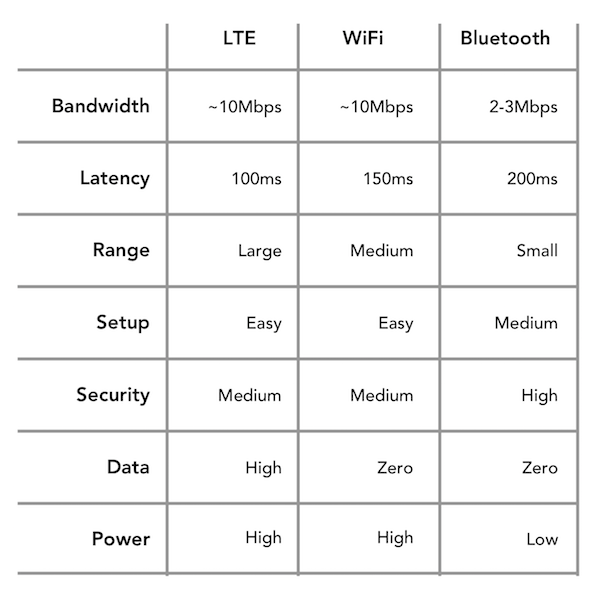 LTE WiFi Bluetooth
Bandwidth ~10Mbps ~10Mbps 2-3Mbps
Latency 100ms 150ms 200ms
Range Large Medium Small
Setup Easy Easy Medium
Security Medium Medium High
Data High Zero Zero
Power High High Low